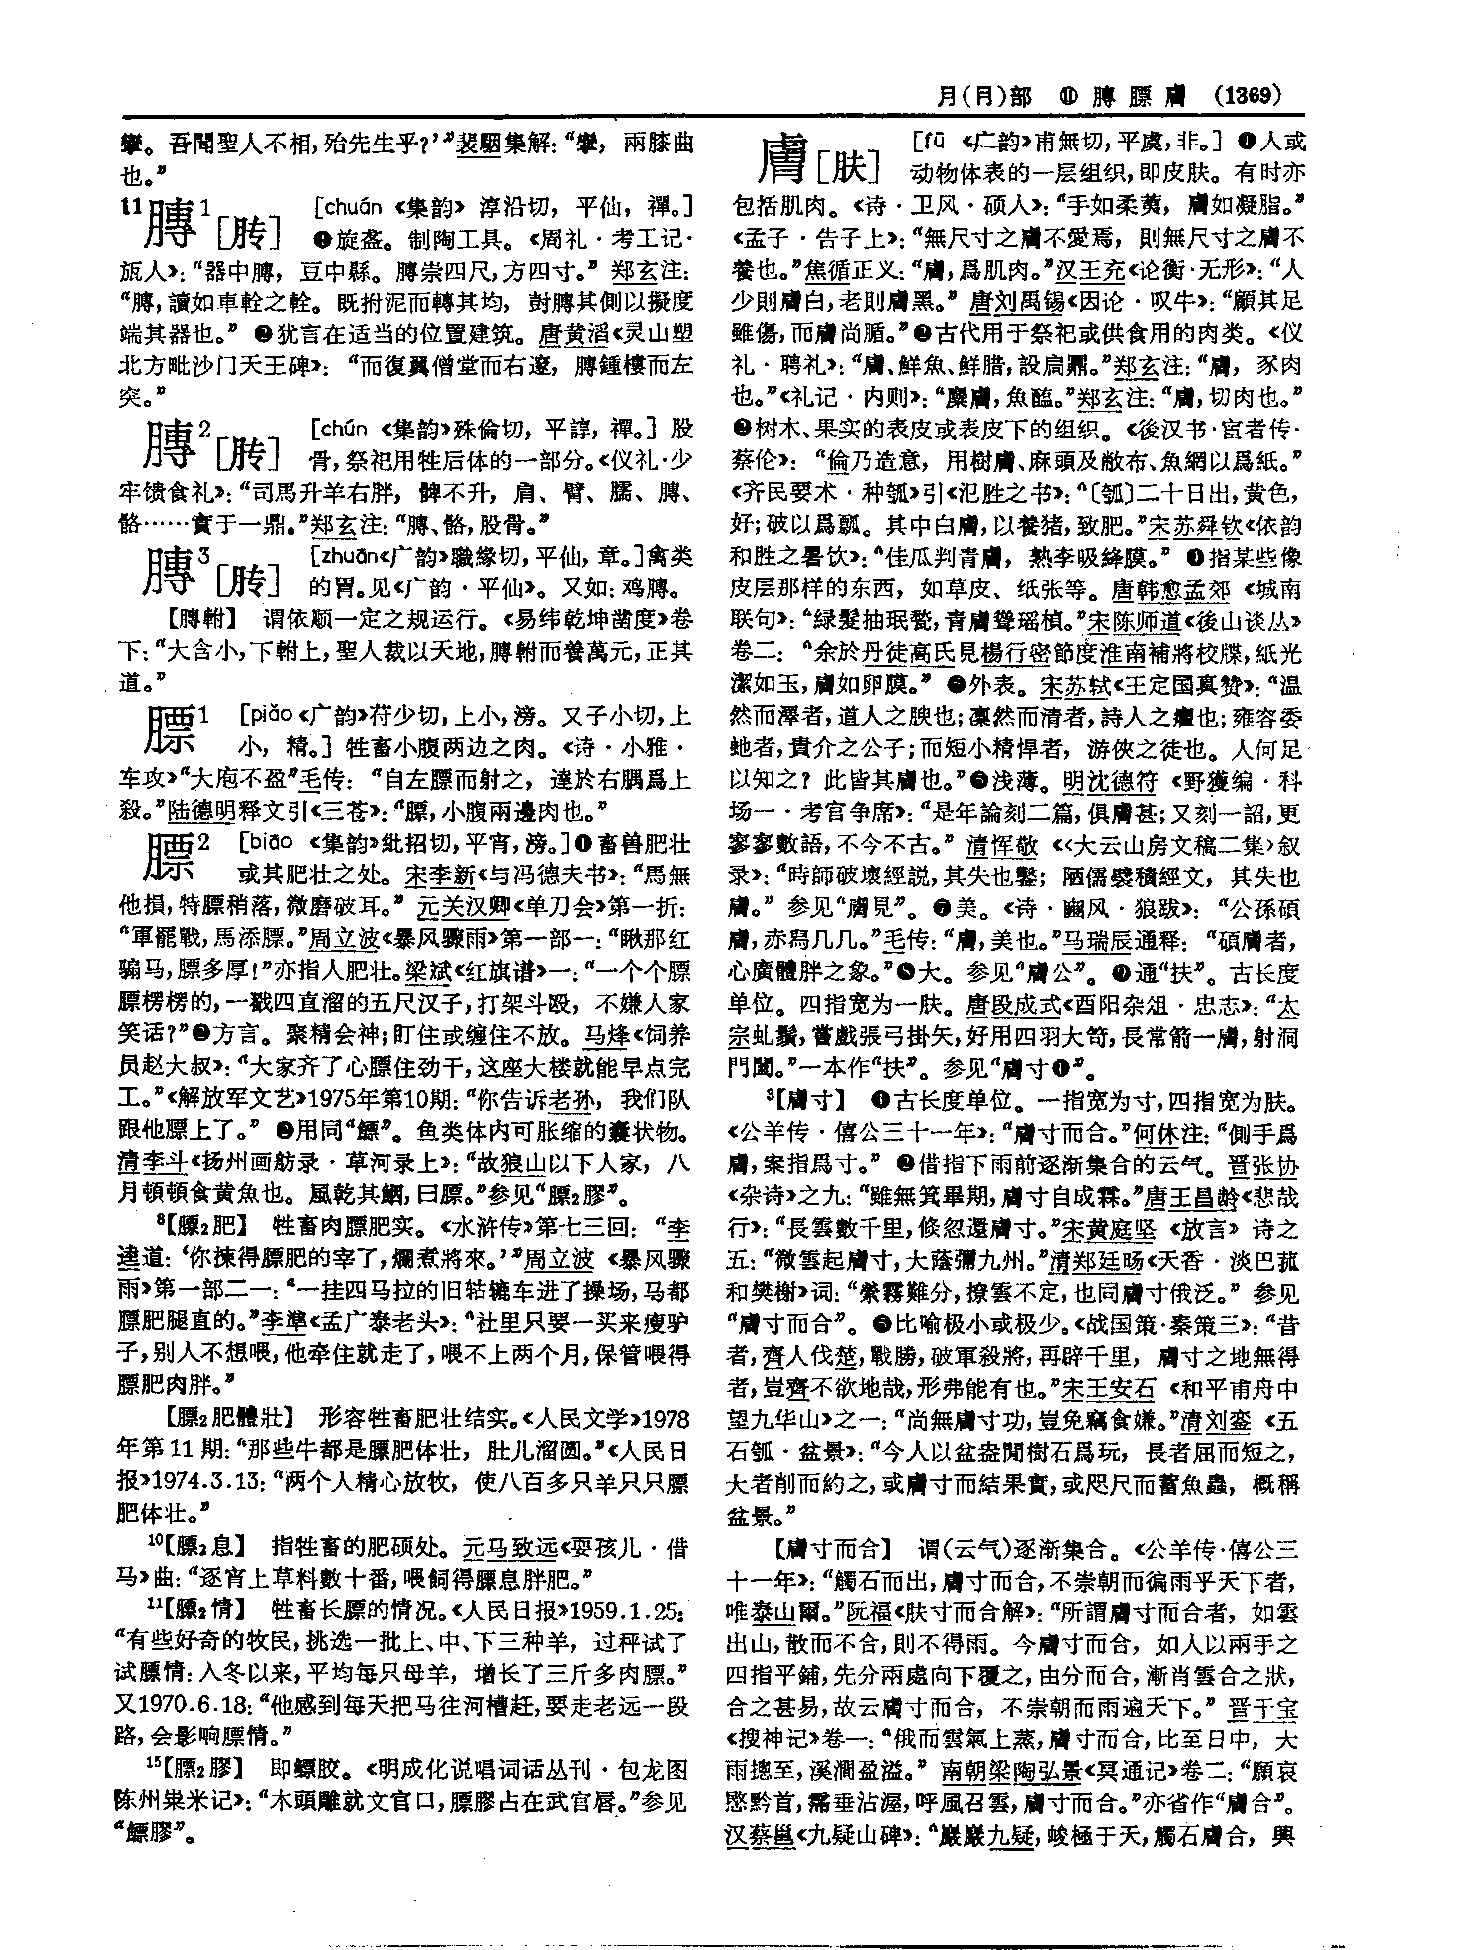 月(⺼)部 ⑪ 膞 膘 膚 (1369)
攣。吾聞聖人不相,殆先生乎?’”裴駰集解:“攣,兩膝曲
也。”
11膞1[䏝] [chuán《集韵》淳沿切,平仙,禪。]
❶旋盘。制陶工具。《周礼·考工记·
瓬人》:“器中膞,豆中縣。膞崇四尺,方四寸。”郑玄注:
“膞,讀如車輇之輇。既拊泥而轉其均,尌膞其側以擬度
端其器也。”❷犹言在适当的位置建筑。唐黄滔《灵山塑
北方毗沙门天王碑》:“而復翼僧堂而右邃,膞鍾樓而左
突。”
膞2[䏝] [chún《集韵》殊倫切,平諄,禪。]股
骨,祭祀用牲后体的一部分。《仪礼·少
牢馈食礼》:“司馬升羊右胖,髀不升,肩、臂、臑、膞、
骼……實于一鼎。”郑玄注:“膞、骼,股骨。”
膞3[䏝] [zhuān《广韵》職緣切,平仙,章。]禽类
的胃。见《广韵·平仙》。又如:鸡膞。
【膞軵】 谓依顺一定之规运行。《易纬乾坤凿度》卷
下:“大含小,下軵上,聖人裁以天地,膞軵而養萬元,正其
道。”
膘1 [piǎo《广韵》苻少切,上小,滂。又子小切,上
小,精。]牲畜小腹两边之肉。《诗·小雅·
车攻》“大庖不盈”毛传:“自左膘而射之,達於右腢爲上
殺。”陆德明释文引《三苍》:“膘,小腹兩邊肉也。”
膘2 [biāo《集韵》紕招切,平宵,滂。]❶畜兽肥壮
或其肥壮之处。宋李新《与冯德夫书》:“馬無
他損,特膘稍落,微磨破耳。”元关汉卿《单刀会》第一折:
“軍罷戰,馬添膘。”周立波《暴风骤雨》第一部一:“瞅那红
骟马,膘多厚!”亦指人肥壮。梁斌《红旗谱》一:“一个个膘
膘楞楞的,一戳四直溜的五尺汉子,打架斗殴,不嫌人家
笑话?”❷方言。聚精会神;盯住或缠住不放。马烽《饲养
员赵大叔》:“大家齐了心膘住劲干,这座大楼就能早点完
工。”《解放军文艺》1975年第10期:“你告诉老孙,我们队
跟他膘上了。”❸用同“鰾”。鱼类体内可胀缩的囊状物。
清李斗《扬州画舫录·草河录上》:“故狼山以下人家,八
月頓頓食黄魚也。風乾其鯝,曰膘。”参见“膘2膠”。
8【膘2肥】 牲畜肉膘肥实。《水浒传》第七三回:“李
逵道:‘你揀得膘肥的宰了,爛煮將來。’”周立波《暴风骤
雨》第一部二一:“一挂四马拉的旧轱辘车进了操场,马都
膘肥腿直的。”李凖《孟广泰老头》:“社里只要一买来瘦驴
子,别人不想喂,他牵住就走了,喂不上两个月,保管喂得
膘肥肉胖。”
【膘2肥體壯】 形容牲畜肥壮结实。《人民文学》1978
年第11期:“那些牛都是膘肥体壮,肚儿溜圆。”《人民日
报》1974.3.13:“两个人精心放牧,使八百多只羊只只膘
肥体壮。”
10【膘2息】 指牲畜的肥硕处。元马致远《耍孩儿·借
马》曲:“逐宵上草料數十番,喂飼得膘息胖肥。”
11【膘2情】 牲畜长膘的情况。《人民日报》1959.1.25:
“有些好奇的牧民,挑选一批上、中、下三种羊,过秤试了
试膘情:入冬以来,平均每只母羊,增长了三斤多肉膘。”
又1970.6.18:“他感到每天把马往河槽赶,要走老远一段
路,会影响膘情。”
15【膘2膠】 即鳔胶。《明成化说唱词话丛刊·包龙图
陈州粜米记》:“木頭雕就文官口,膘膠占在武官唇。”参见
“鰾膠”。
膚[肤] [fū《广韵》甫無切,平虞,非。]❶人或
动物体表的一层组织,即皮肤。有时亦
包括肌肉。《诗·卫风·硕人》:“手如柔荑,膚如凝脂。”
《孟子·告子上》:“無尺寸之膚不愛焉,則無尺寸之膚不
養也。”焦循正义:“膚,爲肌肉。”汉王充《论衡·无形》:“人
少則膚白,老則膚黑。”唐刘禹锡《因论·叹牛》:“顧其足
雖傷,而膚尚腯。”❷古代用于祭祀或供食用的肉类。《仪
礼·聘礼》:“膚、鮮魚、鮮腊,設扃鼏。”郑玄注:“膚,豕肉
也。”《礼记·内则》:“麋膚,魚醢。”郑玄注:“膚,切肉也。”
❸树木、果实的表皮或表皮下的组织。《後汉书·宦者传·
蔡伦》:“倫乃造意,用樹膚、麻頭及敝布、魚網以爲紙。”
《齐民要术·种瓠》引《氾胜之书》:“〔瓠〕二十日出,黄色,
好;破以爲瓢。其中白膚,以養猪,致肥。”宋苏舜钦《依韵
和胜之暑饮》:“佳瓜判青膚,熟李吸絳膜。”❹指某些像
皮层那样的东西,如草皮、纸张等。唐韩愈孟郊《城南
联句》:“緑髮抽珉甃,青膚聳瑶楨。”宋陈师道《後山谈丛》
卷二:“余於丹徒高氏見楊行密節度淮南補將校牒,紙光
潔如玉,膚如卵膜。”❺外表。宋苏轼《王定国真赞》:“温
然而澤者,道人之腴也;凛然而清者,詩人之癯也;雍容委
蛇者,貴介之公子;而短小精悍者,游俠之徒也。人何足
以知之?此皆其膚也。”❻浅薄。明沈德符《野獲编·科
场一·考官争席》:“是年論刻二篇,俱膚甚;又刻一詔,更
寥寥數語,不今不古。”清恽敬《〈大云山房文稿二集〉叙
录》:“時師破壞經説,其失也鑿;陋儒襞積經文,其失也
膚。”参见“膚見”。❼美。《诗·豳风·狼跋》:“公孫碩
膚,赤舄几几。”毛传:“膚,美也。”马瑞辰通释:“碩膚者,
心廣體胖之象。”❽大。参见“膚公”。❾通“扶”。古长度
单位。四指宽为一肤。唐段成式《酉阳杂俎·忠志》:“太
宗虬鬚,嘗戲張弓掛矢,好用四羽大笴,長常箭一膚,射洞
門闔。”一本作“扶”。参见“膚寸❶”。
3【膚寸】 ❶古长度单位。一指宽为寸,四指宽为肤。
《公羊传·僖公三十一年》:“膚寸而合。”何休注:“側手爲
膚,案指爲寸。”❷借指下雨前逐渐集合的云气。晋张协
《杂诗》之九:“雖無箕畢期,膚寸自成霖。”唐王昌龄《悲哉
行》:“長雲數千里,倏忽還膚寸。”宋黄庭坚《放言》诗之
五:“微雲起膚寸,大蔭彌九州。”清郑廷旸《天香·淡巴菰
和樊榭》词:“紫霧難分,撩雲不定,也同膚寸俄泛。”参见
“膚寸而合”。❸比喻极小或极少。《战国策·秦策三》:“昔
者,齊人伐楚,戰勝,破軍殺將,再辟千里,膚寸之地無得
者,豈齊不欲地哉,形弗能有也。”宋王安石《和平甫舟中
望九华山》之一:“尚無膚寸功,豈免竊食嫌。”清刘銮《五
石瓠·盆景》:“今人以盆盎閒樹石爲玩,長者屈而短之,
大者削而約之,或膚寸而結果實,或咫尺而蓄魚蟲,概稱
盆景。”
【膚寸而合】 谓(云气)逐渐集合。《公羊传·僖公三
十一年》:“觸石而出,膚寸而合,不崇朝而徧雨乎天下者,
唯泰山爾。”阮福《肤寸而合解》:“所謂膚寸而合者,如雲
出山,散而不合,則不得雨。今膚寸而合,如人以兩手之
四指平鋪,先分兩處向下覆之,由分而合,漸肖雲合之狀,
合之甚易,故云膚寸而合,不崇朝而雨遍天下。”晋干宝
《搜神记》卷一:“俄而雲氣上蒸,膚寸而合,比至日中,大
雨摠至,溪澗盈溢。”南朝梁陶弘景《冥通记》卷二:“願哀
愍黔首,霈垂沾渥,呼風召雲,膚寸而合。”亦省作“膚合”。
汉蔡邕《九疑山碑》:“巖巖九疑,峻極于天,觸石膚合,興